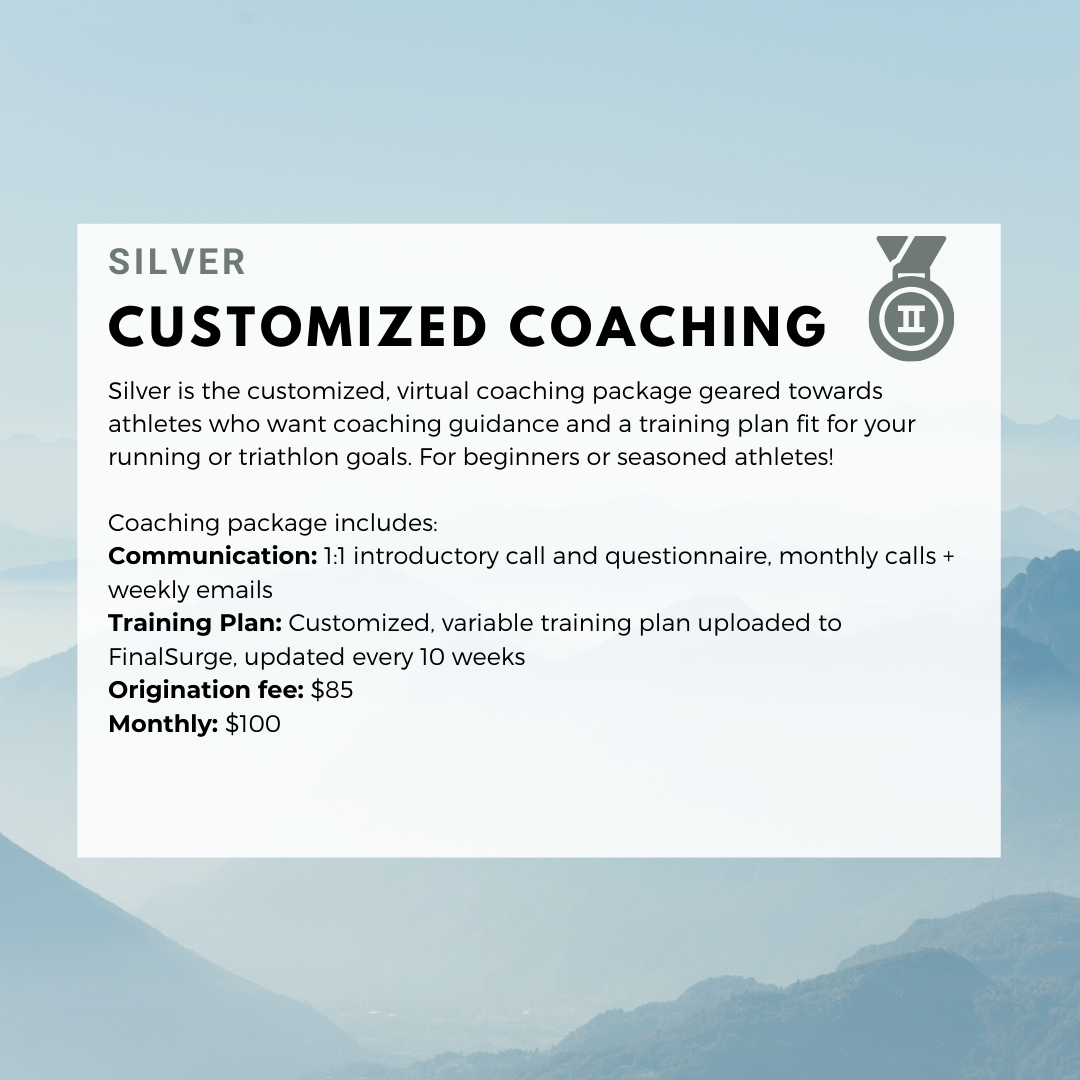 SILVER
CUSTOMIZED COACHING
II
Silver is the customized, virtual coaching package geared towards
athletes who want coaching guidance and a training plan fit for your
running or triathlon goals. For beginners or seasoned athletes!
Coaching package includes:
Communication: 1:1 introductory call and questionnaire, monthly calls +
weekly emails
Training Plan: Customized, variable training plan uploaded to
FinalSurge, updated every 10 weeks
Origination fee: $85
Monthly: $100